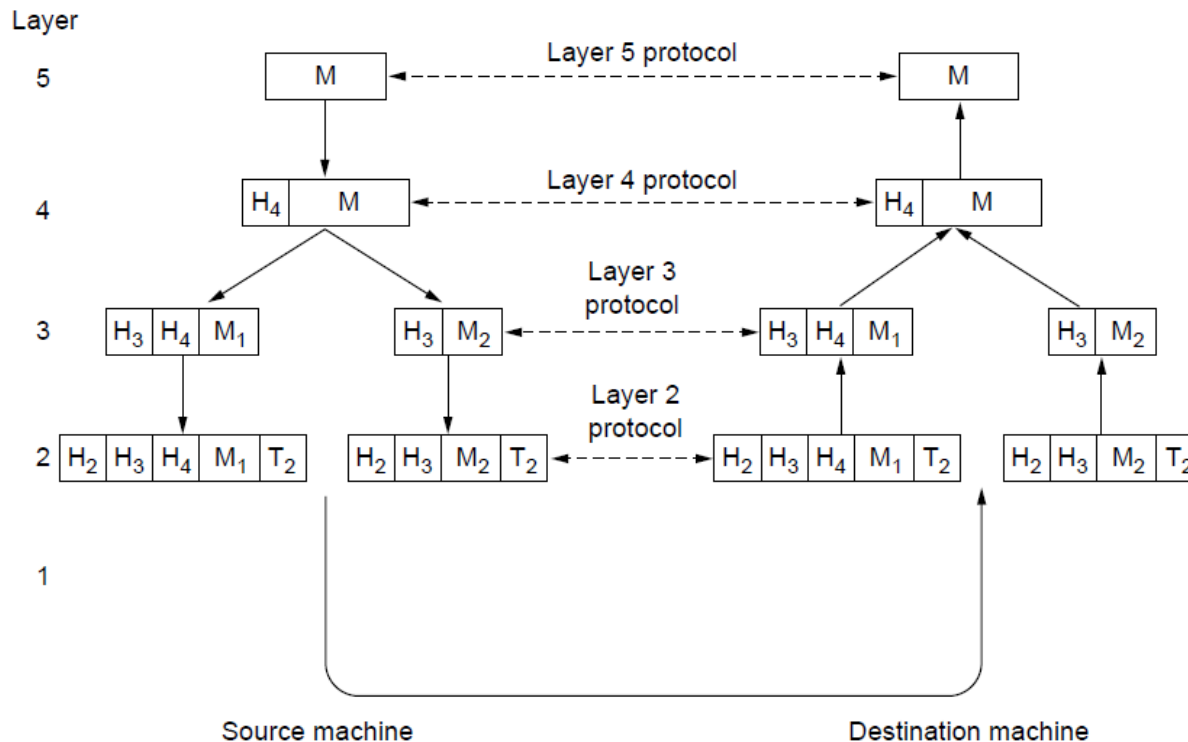 Layer
5 M Layer 5 protocol M
4 H₄ M Layer 4 protocol H₄ M
Layer 3
protocol
3 H₃ H₄ M₁ H₃ M₂ H₃ H₄ M₁ H₃ M₂
Layer 2
protocol
2 H₂ H₃ H₄ M₁ T₂ H₂ H₃ M₂ T₂ H₂ H₃ H₄ M₁ T₂ H₂ H₃ M₂ T₂
1
Source machine Destination machine